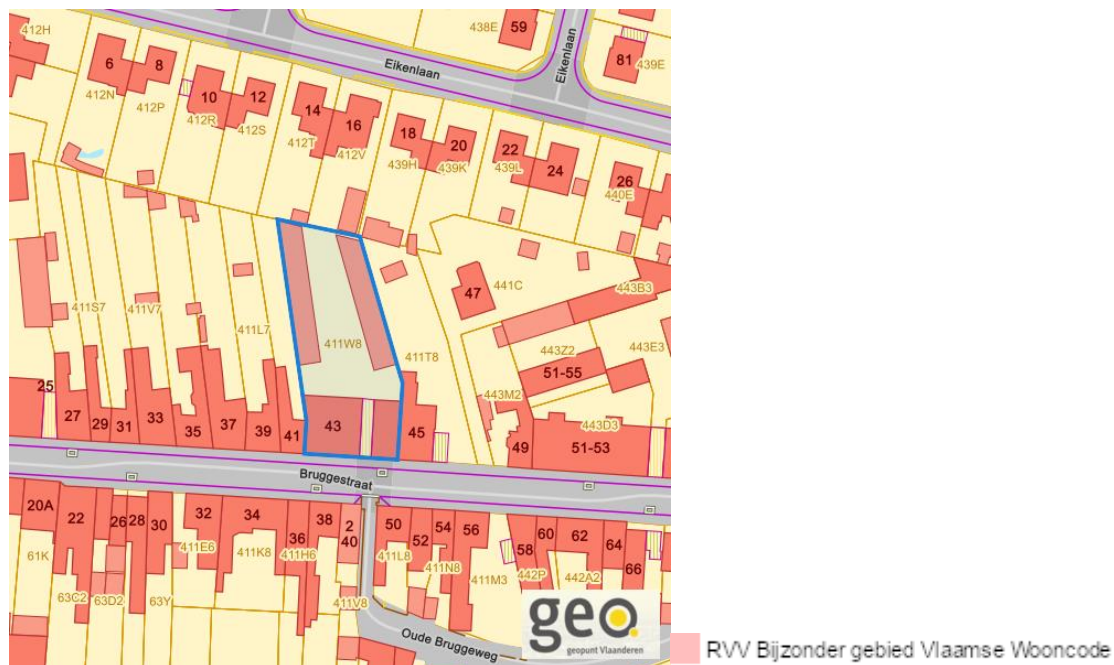 412H
438E
59
Eikenlaan
Eikenlaan
81
439E
6
8
412N
412P
10
12
412R
412S
14
16
412T
412V
18
20
439H
439K
22
24
439L
26
440E
47
441C
443B3
411S7
411V7
411L7
411W8
411T8
443Z2
443E3
51-55
443M2
443D3
25
27
29
31
33
35
37
39
41
43
45
49
51-53
Bruggestraat
20A
22
26
28
30
32
34
36
38
2
40
50
52
54
56
58
60
62
64
66
61K
63C2
63D2
63Y
411E6
411K8
411H6
411V8
411L8
411N8
411M3
442P
442A2
Oude Bruggeweg
geo
geopunt Vlaanderen
RVV Bijzonder gebied Vlaamse Wooncode